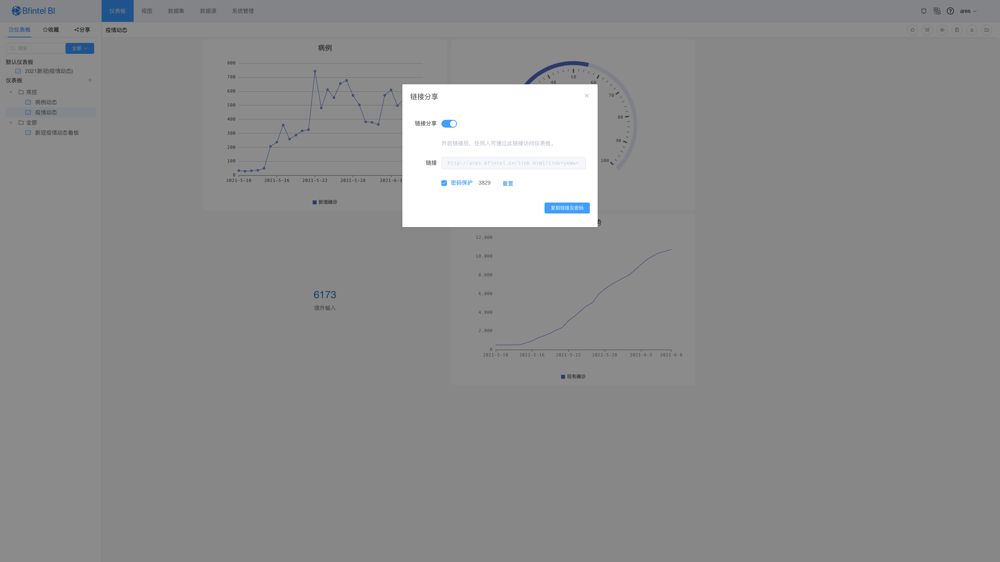 Bfintel BI
仪表板 视图 数据集 数据源 系统管理
ares
仪表板 收藏 分享
搜索 全部
默认仪表板
2021新冠(疫情动态)
仪表板
疾控
病例动态
疫情动态
全部
新冠疫情动态看板
疫情动态
病例
800
700
600
500
400
300
200
100
0
2021-5-10 2021-5-16 2021-5-22 2021-5-28 2021-6-3
新增确诊
40 50 60
70
80
90
100
链接分享
链接分享
开启链接后，任何人可通过此链接访问仪表板。
链接 http://ares.bfintel.cn/link.html?link=yeWw+
密码保护 3829 重置
复制链接及密码
6173
境外输入
势
12,000
10,000
8,000
6,000
4,000
2,000
0
2021-5-10 2021-5-16 2021-5-22 2021-5-28 2021-6-3 2021-6-8
现有确诊